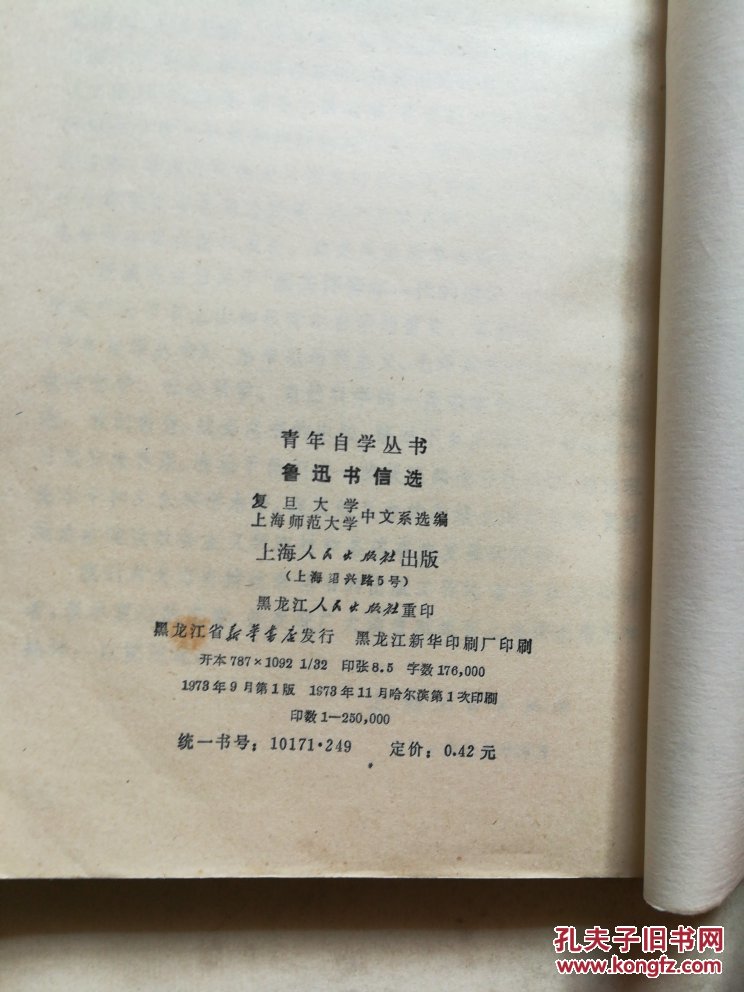 青年自学丛书
鲁迅书信选
复旦大学
上海师范大学 中文系选编
上海人民出版社出版
(上海绍兴路5号)
黑龙江人民出版社重印
黑龙江省新华书店发行 黑龙江新华印刷厂印刷
开本 787×1092 1/32 印张 8.5 字数 176,000
1973年9月第1版 1973年11月哈尔滨第1次印刷
印数 1—250,000
统一书号: 10171·249 定价: 0.42 元
孔夫子旧书网
www.kongfz.com